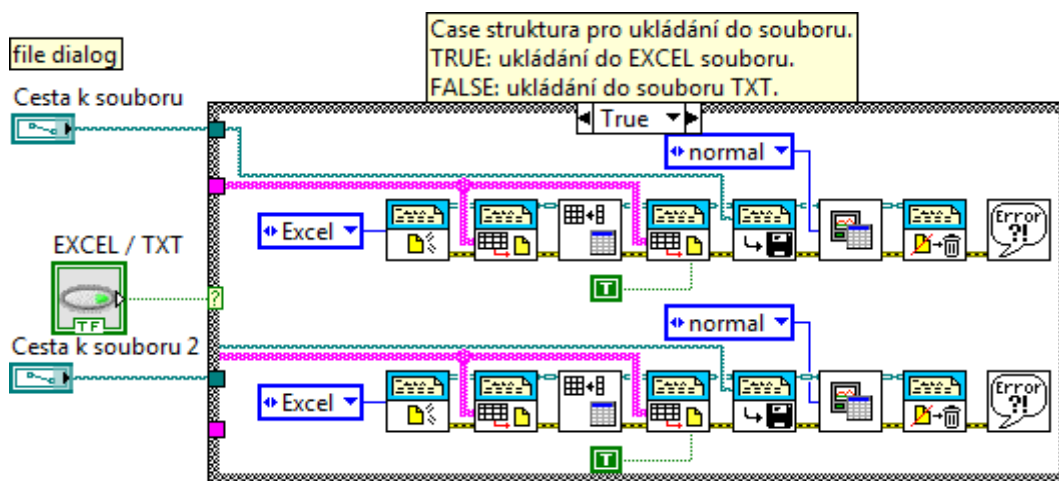 file dialog
Case struktura pro ukládání do souboru.
TRUE: ukládání do EXCEL souboru.
FALSE: ukládání do souboru TXT.
Cesta k souboru
True
normal
Excel
Error
?!
EXCEL / TXT
TF
?
T
normal
Cesta k souboru 2
Excel
Error
?!
T